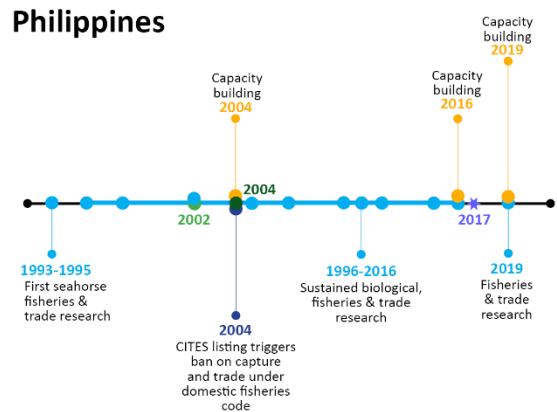 Philippines
Capacity
building
2004
Capacity
building
2016
Capacity
building
2019
2004
2002
2017
1993-1995
First seahorse
fisheries &
trade research
2004
CITES listing triggers
ban on capture
and trade under
domestic fisheries
code
1996-2016
Sustained biological,
fisheries & trade
research
2019
Fisheries
& trade
research